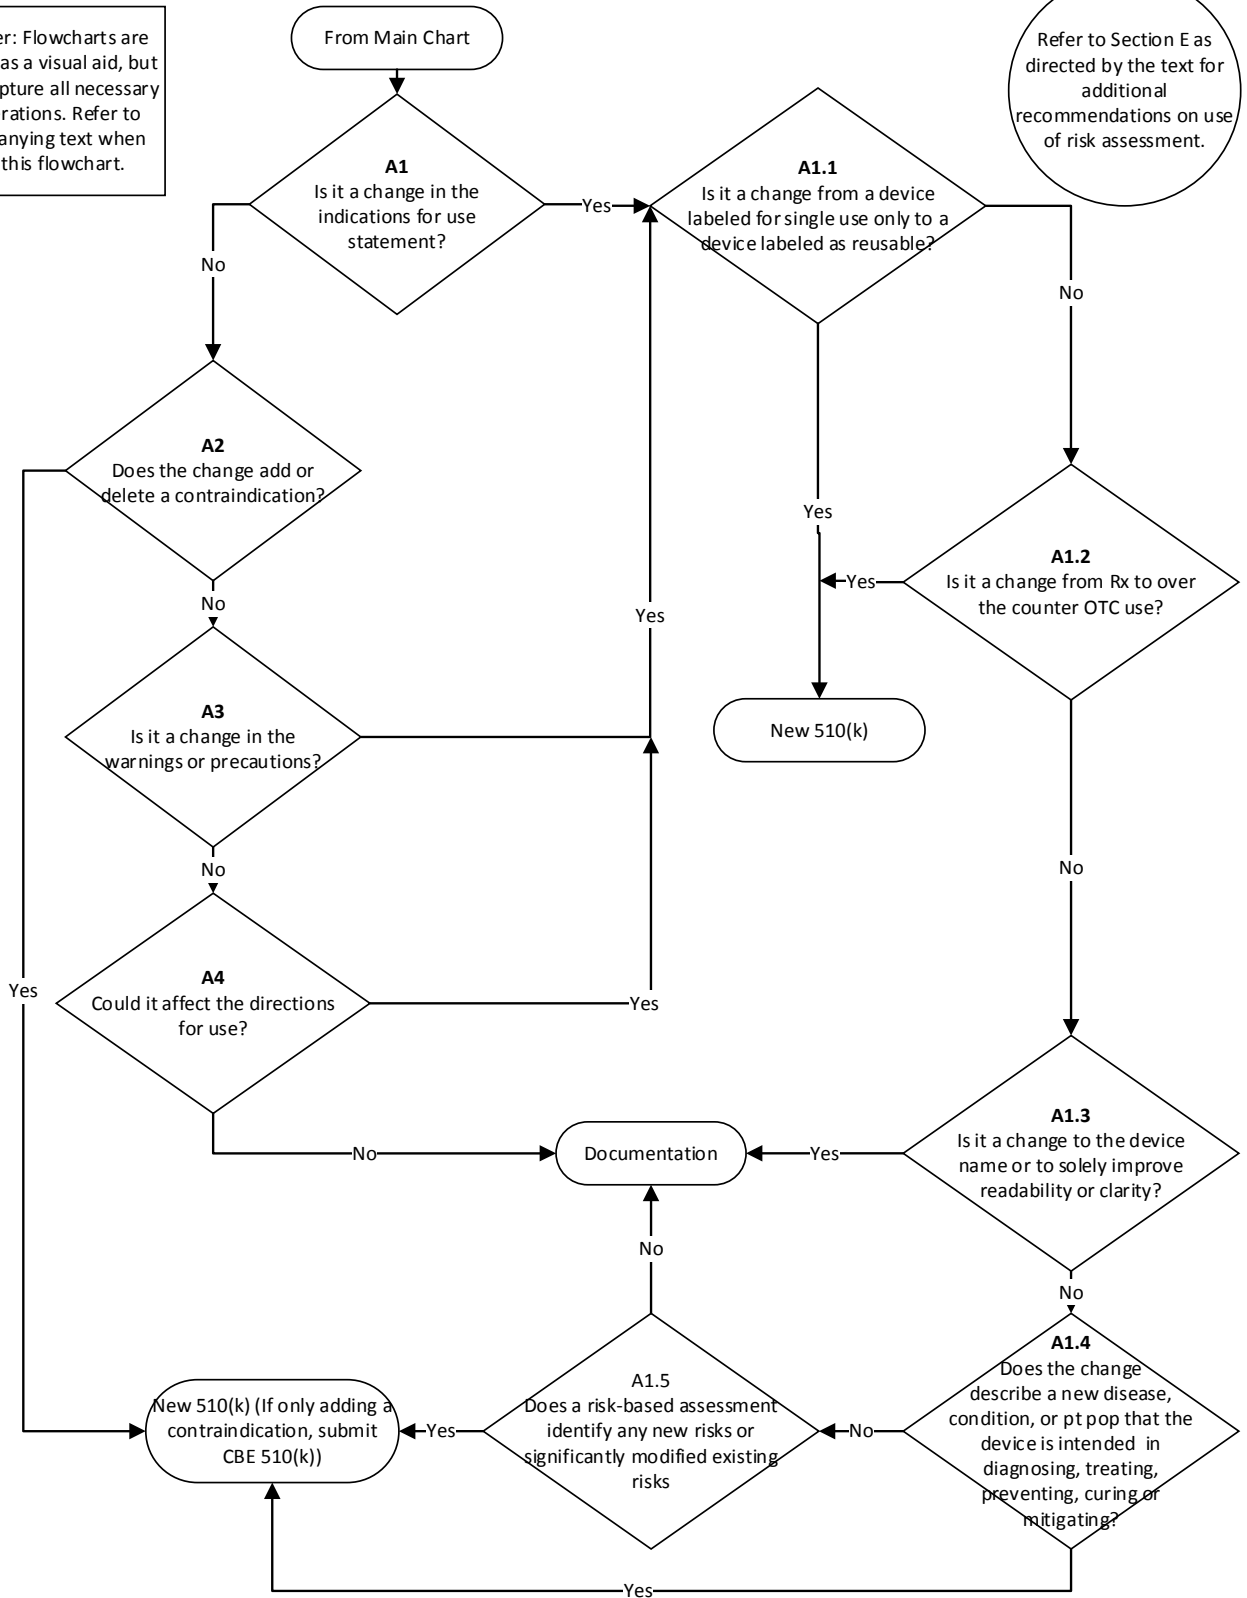 er: Flowcharts are
as a visual aid, but
pture all necessary
erations. Refer to
anying text when
this flowchart.
From Main Chart
Refer to Section E as
directed by the text for
additional
recommendations on use
of risk assessment.
A1
Is it a change in the
indications for use
statement?
Yes
No
A1.1
Is it a change from a device
labeled for single use only to a
device labeled as reusable?
No
Yes
A2
Does the change add or
delete a contraindication?
No
Yes
A1.2
Is it a change from Rx to over
the counter OTC use?
Yes
No
New 510(k)
A3
Is it a change in the
warnings or precautions?
Yes
No
A4
Could it affect the directions
for use?
Yes
No
Documentation
A1.3
Is it a change to the device
name or to solely improve
readability or clarity?
Yes
No
A1.4
Does the change
describe a new disease,
condition, or pt pop that the
device is intended in
diagnosing, treating,
preventing, curing or
mitigating?
No
Yes
A1.5
Does a risk-based assessment
identify any new risks or
significantly modified existing
risks
No
Yes
New 510(k) (If only adding a
contraindication, submit
CBE 510(k))